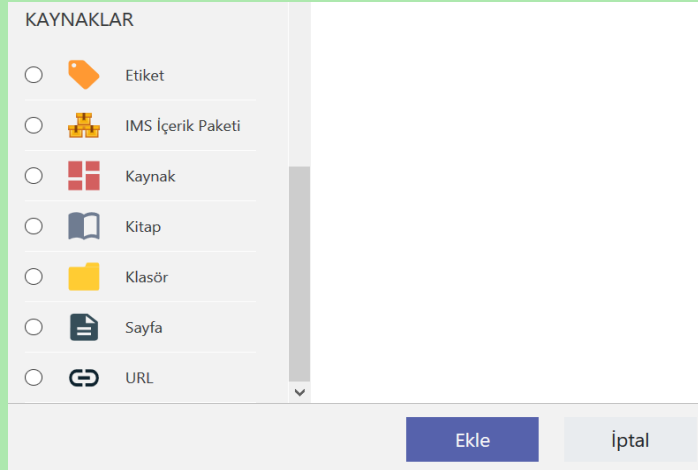 KAYNAKLAR
Etiket
IMS İçerik Paketi
Kaynak
Kitap
Klasör
Sayfa
URL
Ekle
İptal